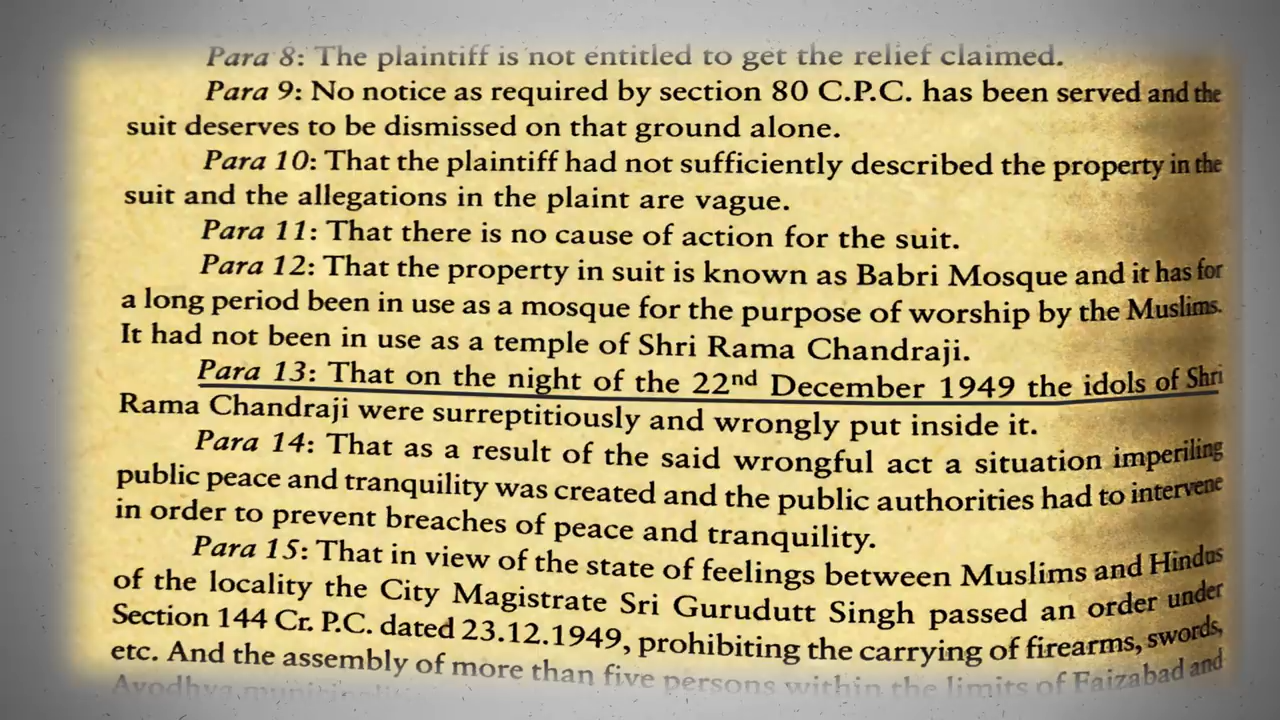 Para 8: The plaintiff is not entitled to get the relief claimed.
Para 9: No notice as required by section 80 C.P.C. has been served and the
suit deserves to be dismissed on that ground alone.
Para 10: That the plaintiff had not sufficiently described the property in the
suit and the allegations in the plaint are vague.
Para 11: That there is no cause of action for the suit.
Para 12: That the property in suit is known as Babri Mosque and it has for
a long period been in use as a mosque for the purpose of worship by the Muslims.
It had not been in use as a temple of Shri Rama Chandraji.
Para 13: That on the night of the 22nd December 1949 the idols of Shri
Rama Chandraji were surreptitiously and wrongly put inside it.
Para 14: That as a result of the said wrongful act a situation imperiling
public peace and tranquility was created and the public authorities had to intervene
in order to prevent breaches of peace and tranquility.
Para 15: That in view of the state of feelings between Muslims and Hindus
of the locality the City Magistrate Sri Gurudutt Singh passed an order under
Section 144 Cr. P.C. dated 23.12.1949, prohibiting the carrying of firearms, swords,
etc. And the assembly of more than five persons within the limits of Faizabad and
Ayodhya